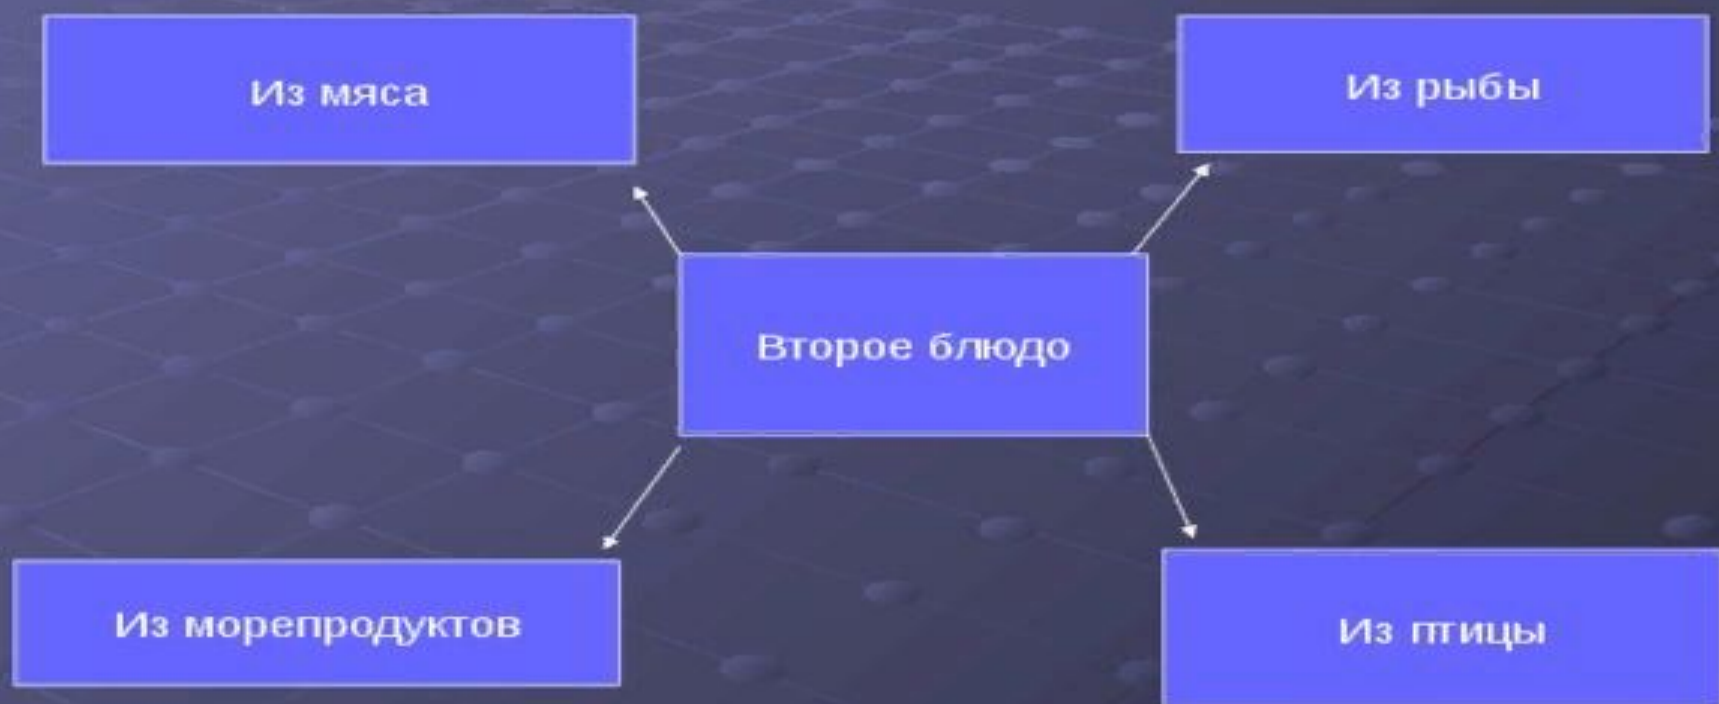 Из мяса
Из рыбы
Второе блюдо
Из морепродуктов
Из птицы